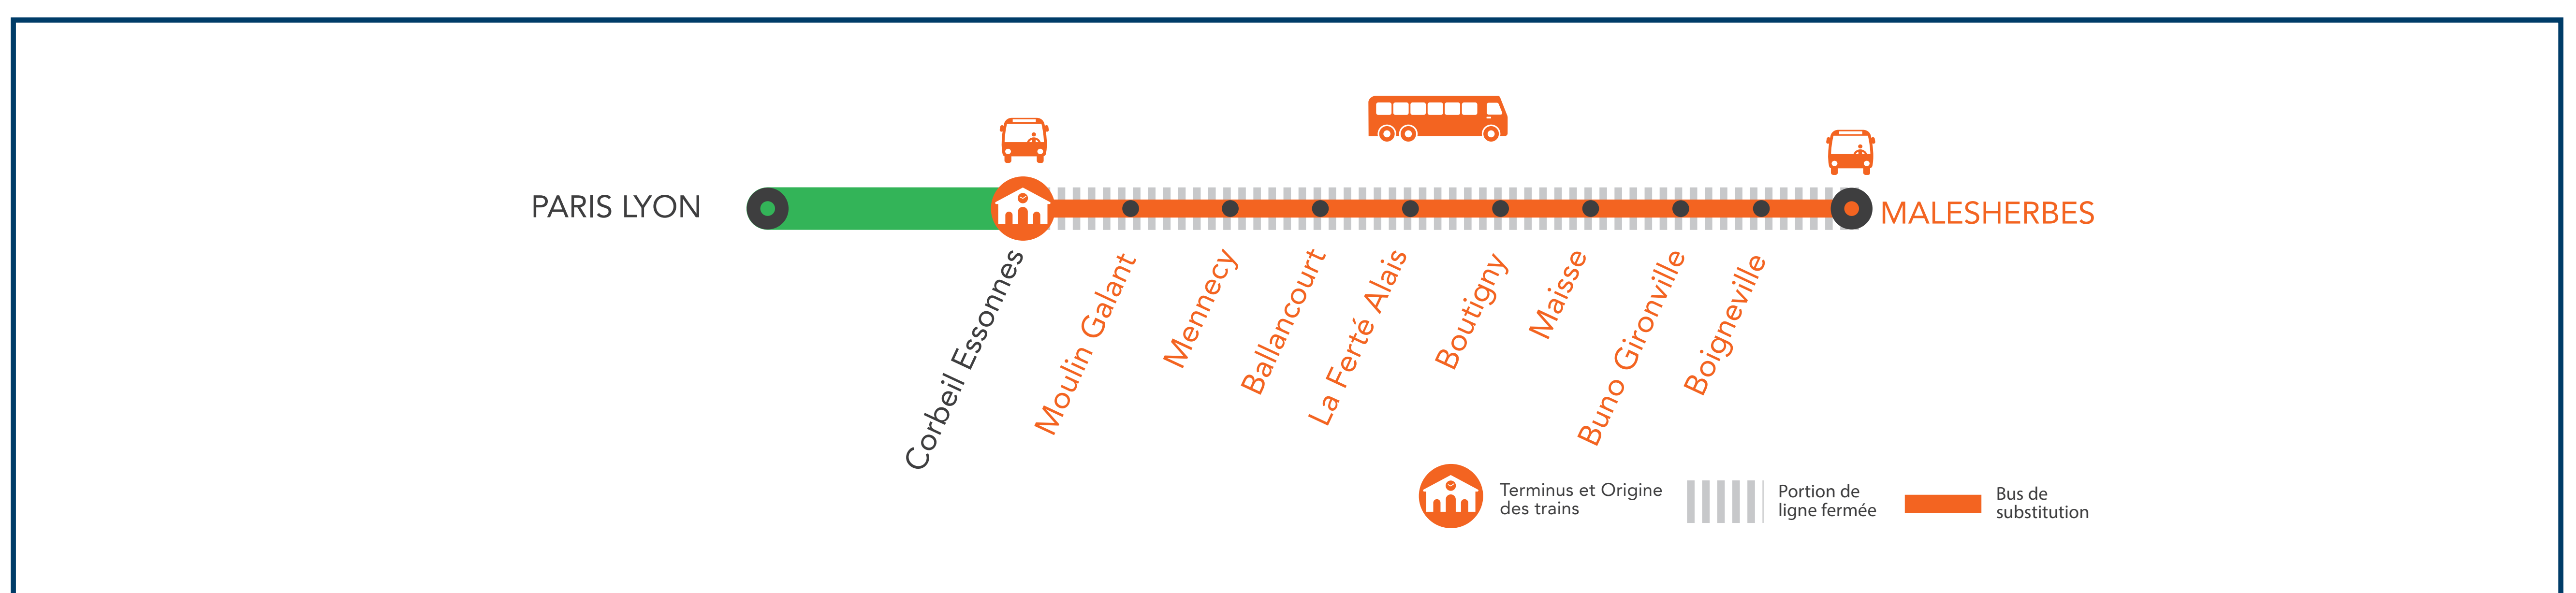 PARIS LYON
MALESHERBES
Corbeil Essonnes
Moulin Galant
Mennecy
Ballancourt
La Ferté Alais
Boutigny
Maisse
Buno Gironville
Boigneville
Terminus et Origine
des trains
Portion de
ligne fermée
Bus de
substitution